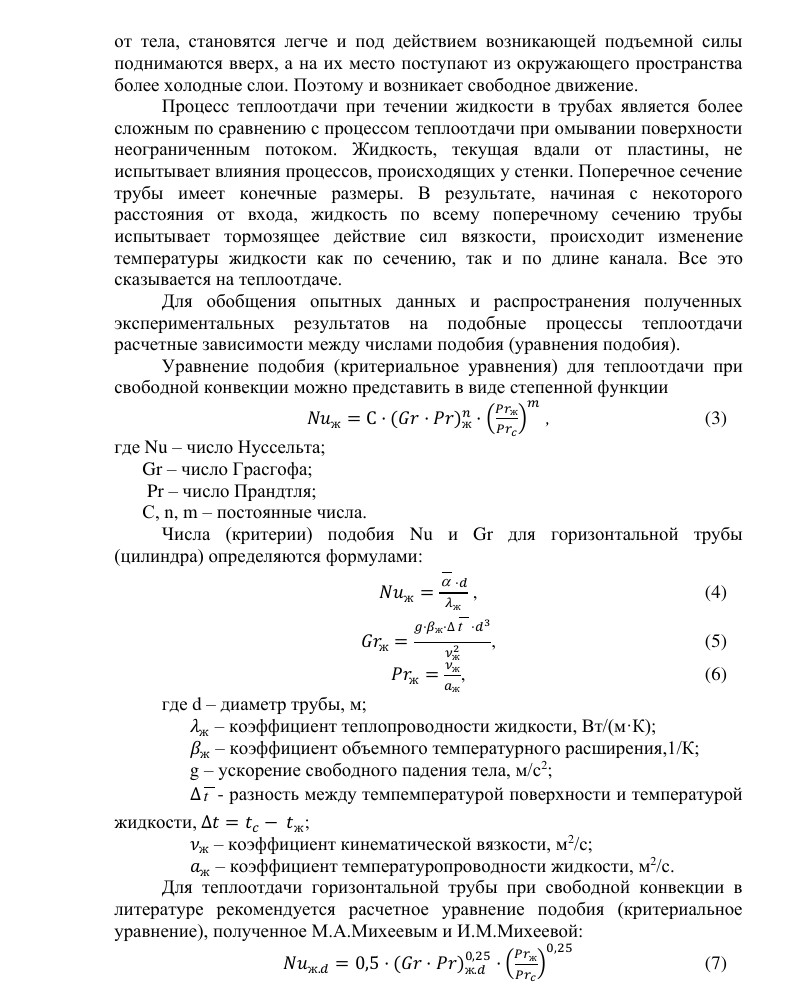 от тела, становятся легче и под действием возникающей подъемной силы
поднимаются вверх, а на их место поступают из окружающего пространства
более холодные слои. Поэтому и возникает свободное движение.
Процесс теплоотдачи при течении жидкости в трубах является более
сложным по сравнению с процессом теплоотдачи при омывании поверхности
неограниченным потоком. Жидкость, текущая вдали от пластины, не
испытывает влияния процессов, происходящих у стенки. Поперечное сечение
трубы имеет конечные размеры. В результате, начиная с некоторого
расстояния от входа, жидкость по всему поперечному сечению трубы
испытывает тормозящее действие сил вязкости, происходит изменение
температуры жидкости как по сечению, так и по длине канала. Все это
сказывается на теплоотдаче.
Для обобщения опытных данных и распространения полученных
экспериментальных результатов на подобные процессы теплоотдачи
расчетные зависимости между числами подобия (уравнения подобия).
Уравнение подобия (критериальное уравнения) для теплоотдачи при
свободной конвекции можно представить в виде степенной функции
$Nu_ж = С \cdot (Gr \cdot Pr)_ж^n \cdot \left(\frac{Pr_ж}{Pr_c}\right)^m$ , (3)
где Nu – число Нуссельта;
Gr – число Грасгофа;
Pr – число Прандтля;
C, n, m – постоянные числа.
Числа (критерии) подобия Nu и Gr для горизонтальной трубы
(цилиндра) определяются формулами:
$Nu_ж = \frac{\overline{\alpha} \cdot d}{\lambda_ж}$ , (4)
$Gr_ж = \frac{g \cdot \beta_ж \cdot \Delta \overline{t} \cdot d^3}{\nu_ж^2}$, (5)
$Pr_ж = \frac{\nu_ж}{a_ж}$, (6)
где d – диаметр трубы, м;
$\lambda_ж$ – коэффициент теплопроводности жидкости, Вт/(м·К);
$\beta_ж$ – коэффициент объемного температурного расширения,1/К;
g – ускорение свободного падения тела, м/с²;
$\Delta \overline{t}$ - разность между темпемпературой поверхности и температурой
жидкости, $\Delta t = t_c - t_ж$;
$\nu_ж$ – коэффициент кинематической вязкости, м²/с;
$a_ж$ – коэффициент температуропроводности жидкости, м²/с.
Для теплоотдачи горизонтальной трубы при свободной конвекции в
литературе рекомендуется расчетное уравнение подобия (критериальное
уравнение), полученное М.А.Михеевым и И.М.Михеевой:
$Nu_{ж.d} = 0,5 \cdot (Gr \cdot Pr)_{ж.d}^{0,25} \cdot \left(\frac{Pr_ж}{Pr_c}\right)^{0,25}$ (7)